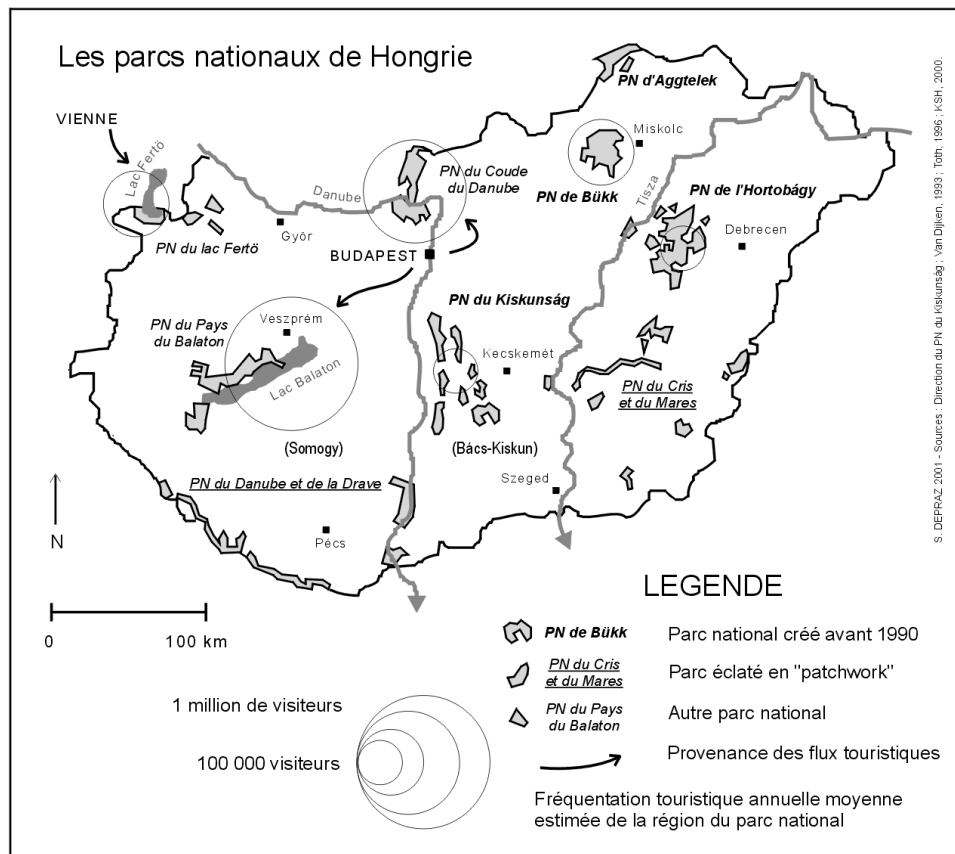 Les parcs nationaux de Hongrie
VIENNE
Lac Fertö
PN d'Aggtelek
Miskolc
PN du Coude
du Danube
PN de Bükk
Tisza
PN de l'Hortobágy
Danube
Debrecen
Györ
PN du lac Fertö
BUDAPEST
PN du Kiskunság
Veszprém
PN du Pays
du Balaton
Kecskemét
Lac Balaton
PN du Cris
et du Mares
(Somogy)
(Bács-Kiskun)
Szeged
PN du Danube et de la Drave
Pécs
N
0
100 km
LEGENDE
PN de Bükk
Parc national créé avant 1990
PN du Cris
et du Mares
Parc éclaté en "patchwork"
PN du Pays
du Balaton
Autre parc national
Provenance des flux touristiques
1 million de visiteurs
100 000 visiteurs
Fréquentation touristique annuelle moyenne
estimée de la région du parc national
S. DEPRAZ 2001 - Sources : Direction du PN du Kiskunság ; Van Dijken, 1993 ; Tóth, 1996 ; KSH, 2000.